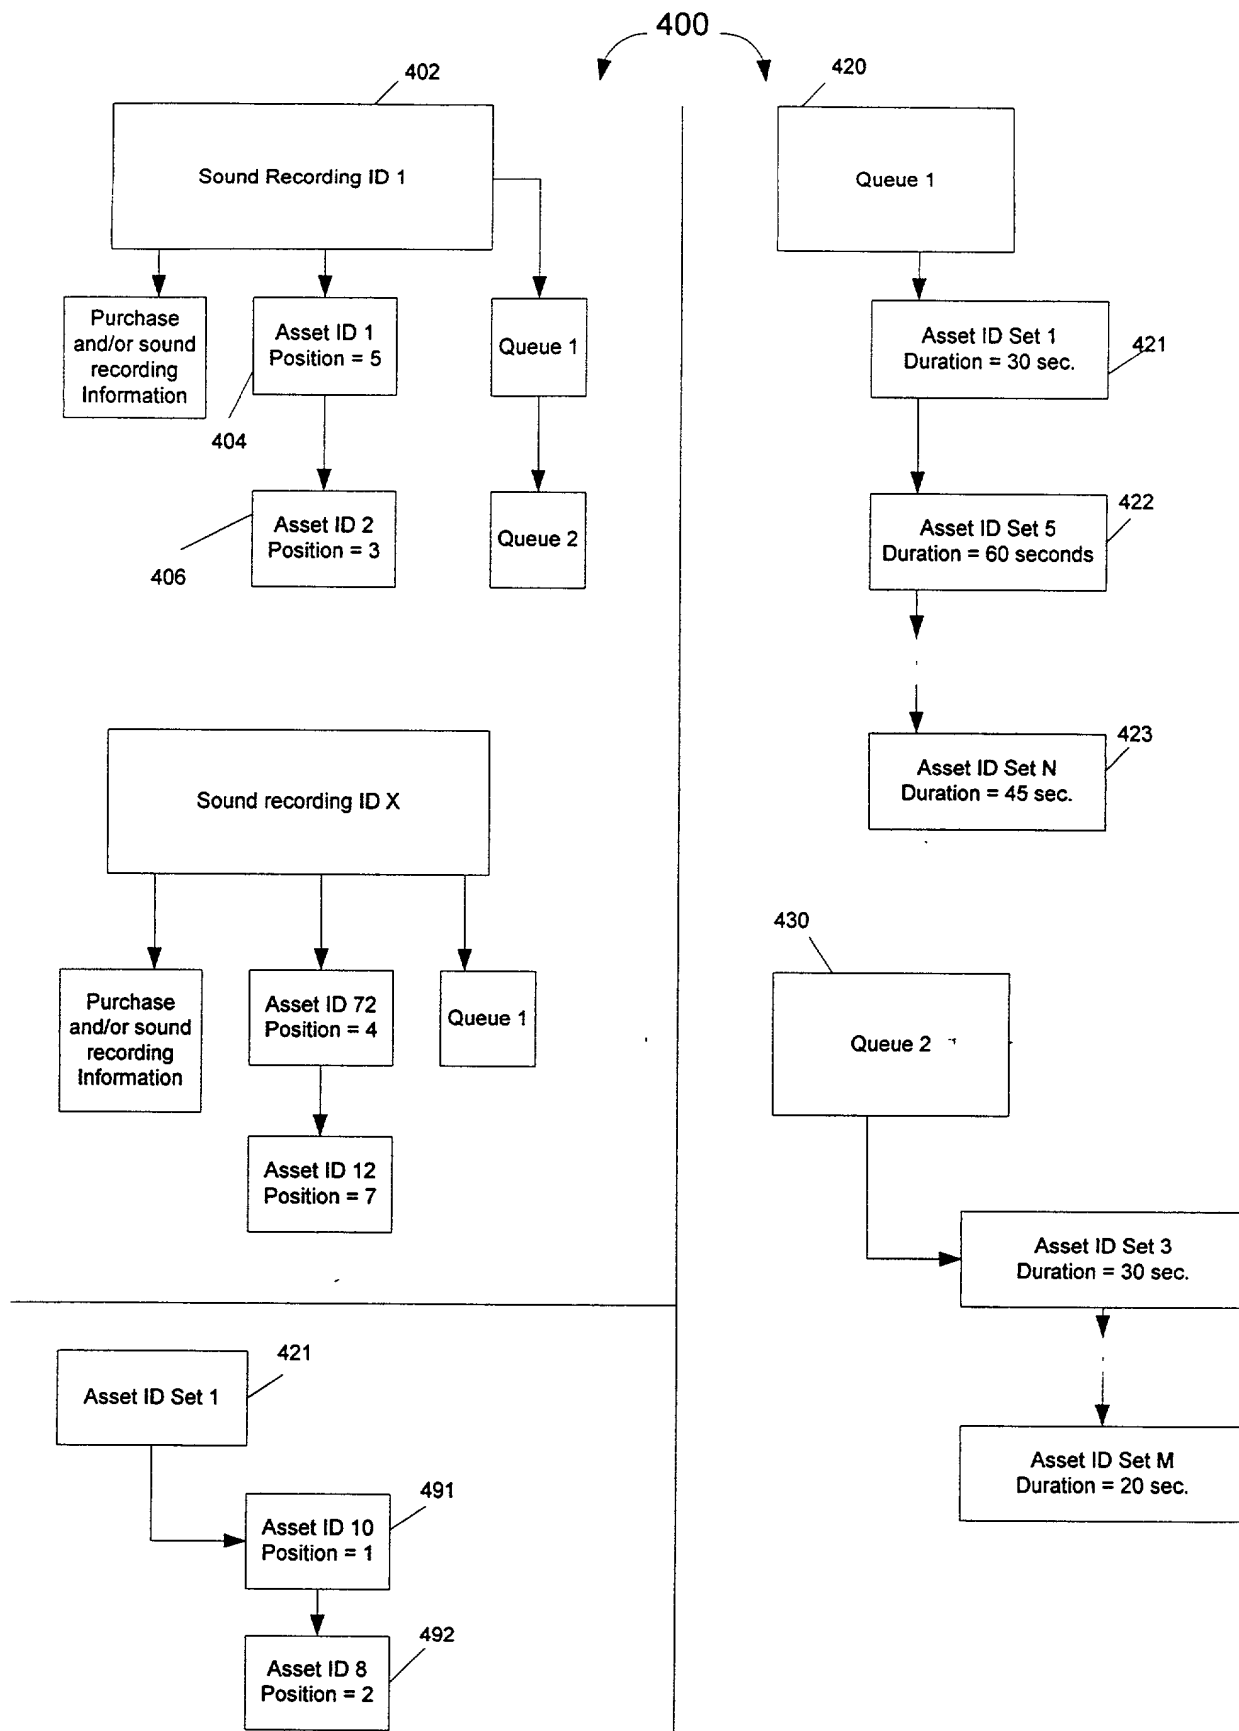 400
402
Sound Recording ID 1
Purchase
and/or sound
recording
Information
Asset ID 1
Position = 5
404
Queue 1
Asset ID 2
Position = 3
406
Queue 2
Sound recording ID X
Purchase
and/or sound
recording
Information
Asset ID 72
Position = 4
Queue 1
Asset ID 12
Position = 7
421
Asset ID Set 1
491
Asset ID 10
Position = 1
492
Asset ID 8
Position = 2
420
Queue 1
Asset ID Set 1
Duration = 30 sec.
421
Asset ID Set 5
Duration = 60 seconds
422
423
Asset ID Set N
Duration = 45 sec.
430
Queue 2
Asset ID Set 3
Duration = 30 sec.
Asset ID Set M
Duration = 20 sec.